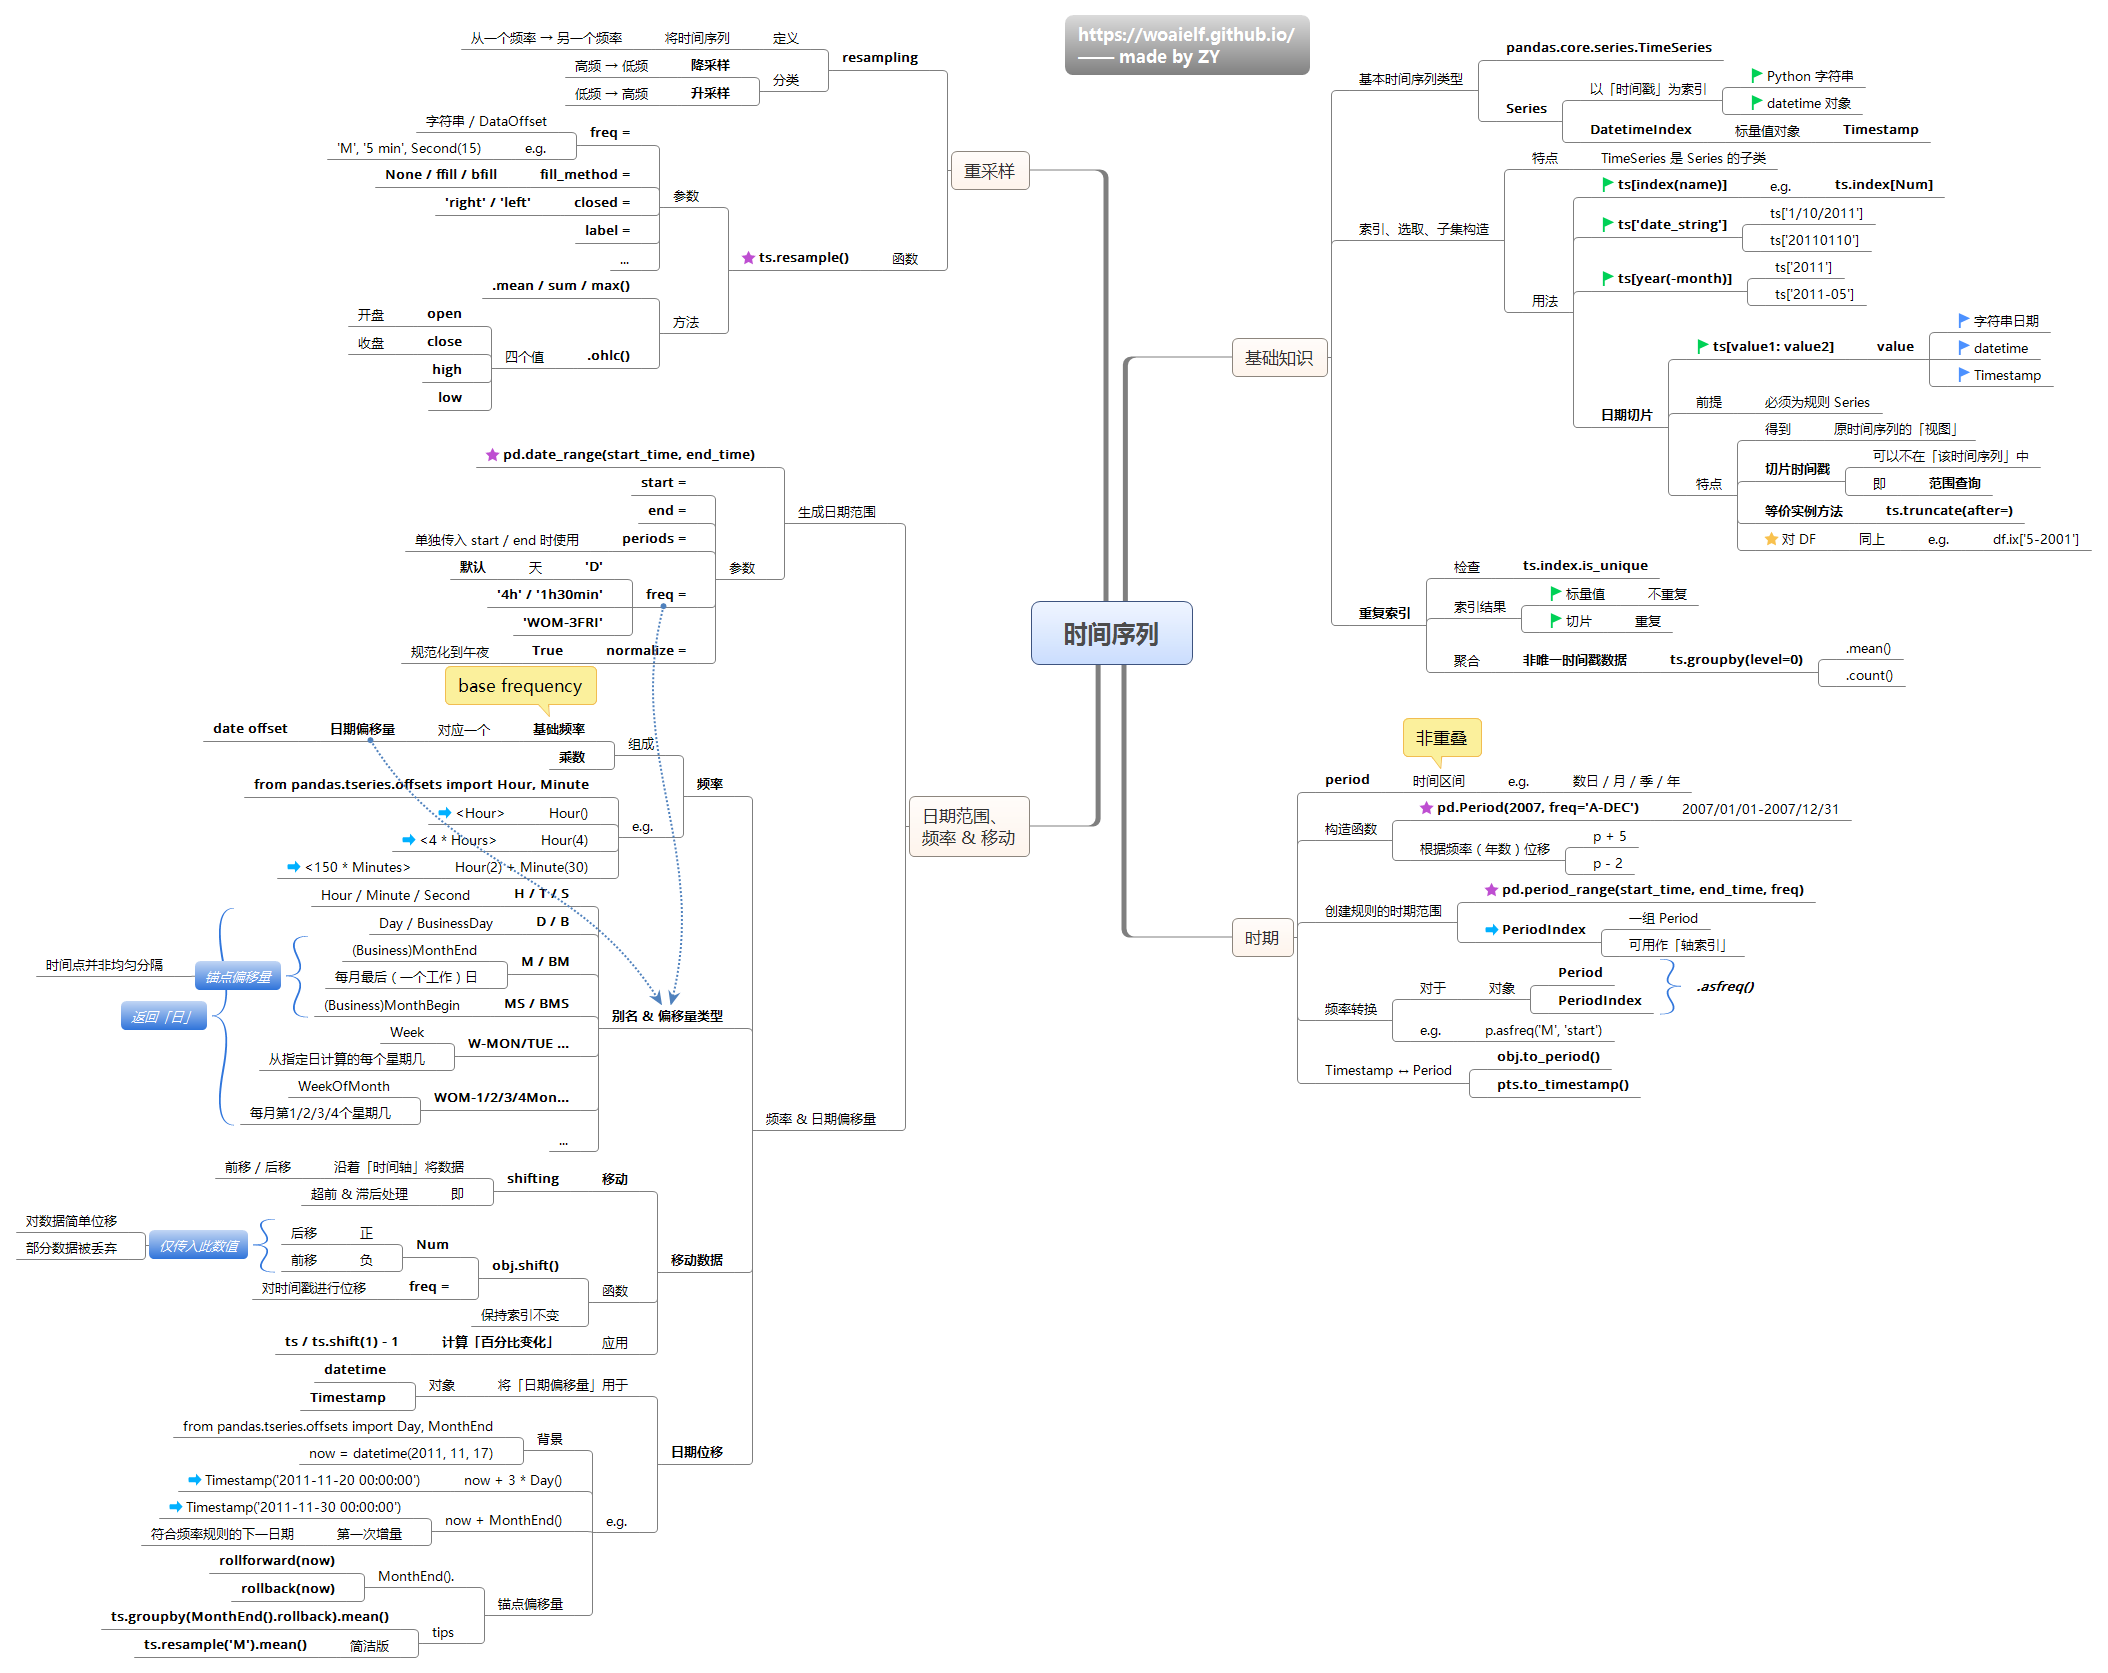 https://woaielf.github.io/
—— made by ZY
时间序列
基础知识
基本时间序列类型
pandas.core.series.TimeSeries
Series
以「时间戳」为索引
Python 字符串
datetime 对象
DatetimeIndex 标量值对象 Timestamp
索引、选取、子集构造
特点 TimeSeries 是 Series 的子类
用法
ts[index(name)] e.g. ts.index[Num]
ts['date_string']
ts['1/10/2011']
ts['20110110']
ts[year(-month)]
ts['2011']
ts['2011-05']
日期切片
ts[value1: value2] value
字符串日期
datetime
Timestamp
前提 必须为规则 Series
特点
得到 原时间序列的「视图」
切片时间戳
可以不在「该时间序列」中
即 范围查询
等价实例方法 ts.truncate(after=)
对 DF 同上 e.g. df.ix['5-2001']
重复索引
检查 ts.index.is_unique
索引结果
标量值 不重复
切片 重复
聚合 非唯一时间戳数据 ts.groupby(level=0)
.mean()
.count()
时期
非重叠
period 时间区间 e.g. 数日 / 月 / 季 / 年
构造函数
pd.Period(2007, freq='A-DEC') 2007/01/01-2007/12/31
根据频率（年数）位移
p + 5
p - 2
创建规则的时期范围
pd.period_range(start_time, end_time, freq)
PeriodIndex
一组 Period
可用作「轴索引」
频率转换
对于 对象
Period
PeriodIndex
.asfreq()
e.g. p.asfreq('M', 'start')
Timestamp ↔ Period
obj.to_period()
pts.to_timestamp()
重采样
resampling
定义 将时间序列 从一个频率 → 另一个频率
分类
降采样 高频 → 低频
升采样 低频 → 高频
函数 ts.resample()
参数
freq =
字符串 / DataOffset
e.g. 'M', '5 min', Second(15)
fill_method = None / ffill / bfill
closed = 'right' / 'left'
label =
...
方法
.mean / sum / max()
.ohlc() 四个值
open 开盘
close 收盘
high
low
日期范围、
频率 & 移动
生成日期范围
pd.date_range(start_time, end_time)
参数
start =
end =
periods = 单独传入 start / end 时使用
freq =
'D' 天 默认
'4h' / '1h30min'
'WOM-3FRI'
normalize = True 规范化到午夜
频率 & 日期偏移量
频率
组成
base frequency
基础频率 对应一个 日期偏移量 date offset
乘数
e.g.
from pandas.tseries.offsets import Hour, Minute
Hour() <Hour>
Hour(4) <4 * Hours>
Hour(2) + Minute(30) <150 * Minutes>
别名 & 偏移量类型
H / T / S Hour / Minute / Second
D / B Day / BusinessDay
M / BM
(Business)MonthEnd
每月最后（一个工作）日
MS / BMS (Business)MonthBegin
W-MON/TUE ...
Week
从指定日计算的每个星期几
WOM-1/2/3/4Mon...
WeekOfMonth
每月第1/2/3/4个星期几
...
锚点偏移量
时间点并非均匀分隔
返回「日」
移动数据
移动 shifting
沿着「时间轴」将数据 前移 / 后移
即 超前 & 滞后处理
函数
obj.shift()
Num
正 后移
负 前移
仅传入此数值
对数据简单位移
部分数据被丢弃
freq = 对时间戳进行位移
保持索引不变
应用 计算「百分比变化」 ts / ts.shift(1) - 1
日期位移
将「日期偏移量」用于 对象
datetime
Timestamp
e.g.
背景
from pandas.tseries.offsets import Day, MonthEnd
now = datetime(2011, 11, 17)
now + 3 * Day() Timestamp('2011-11-20 00:00:00')
now + MonthEnd()
Timestamp('2011-11-30 00:00:00')
第一次增量 符合频率规则的下一日期
锚点偏移量
MonthEnd().
rollforward(now)
rollback(now)
tips
ts.groupby(MonthEnd().rollback).mean()
简洁版 ts.resample('M').mean()